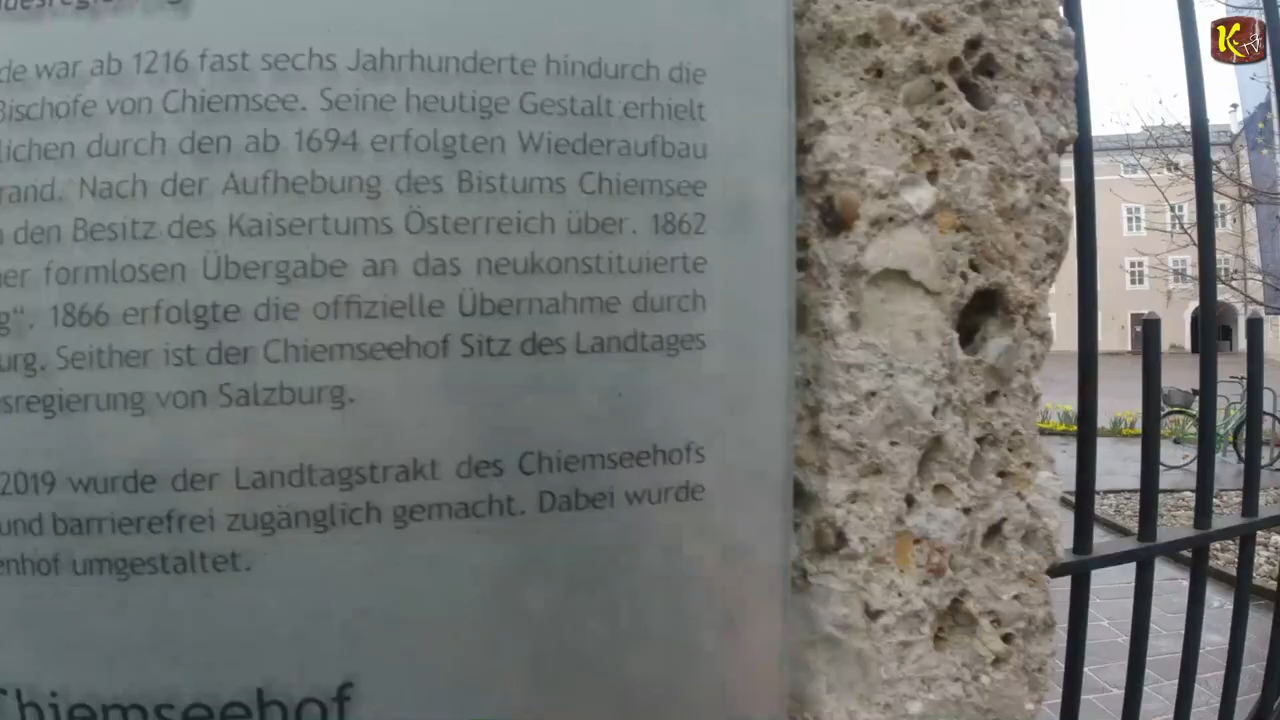 de war ab 1216 fast sechs Jahrhunderte hindurch die
Bischöfe von Chiemsee. Seine heutige Gestalt erhielt
lichen durch den ab 1694 erfolgten Wiederaufbau
rand. Nach der Aufhebung des Bistums Chiemsee
den Besitz des Kaisertums Österreich über. 1862
ner formlosen Übergabe an das neukonstituierte
g“. 1866 erfolgte die offizielle Übernahme durch
urg. Seither ist der Chiemseehof Sitz des Landtages
sregierung von Salzburg.
2019 wurde der Landtagstrakt des Chiemseehofs
und barrierefrei zugänglich gemacht. Dabei wurde
enhof umgestaltet.
Chiemseehof
K TV